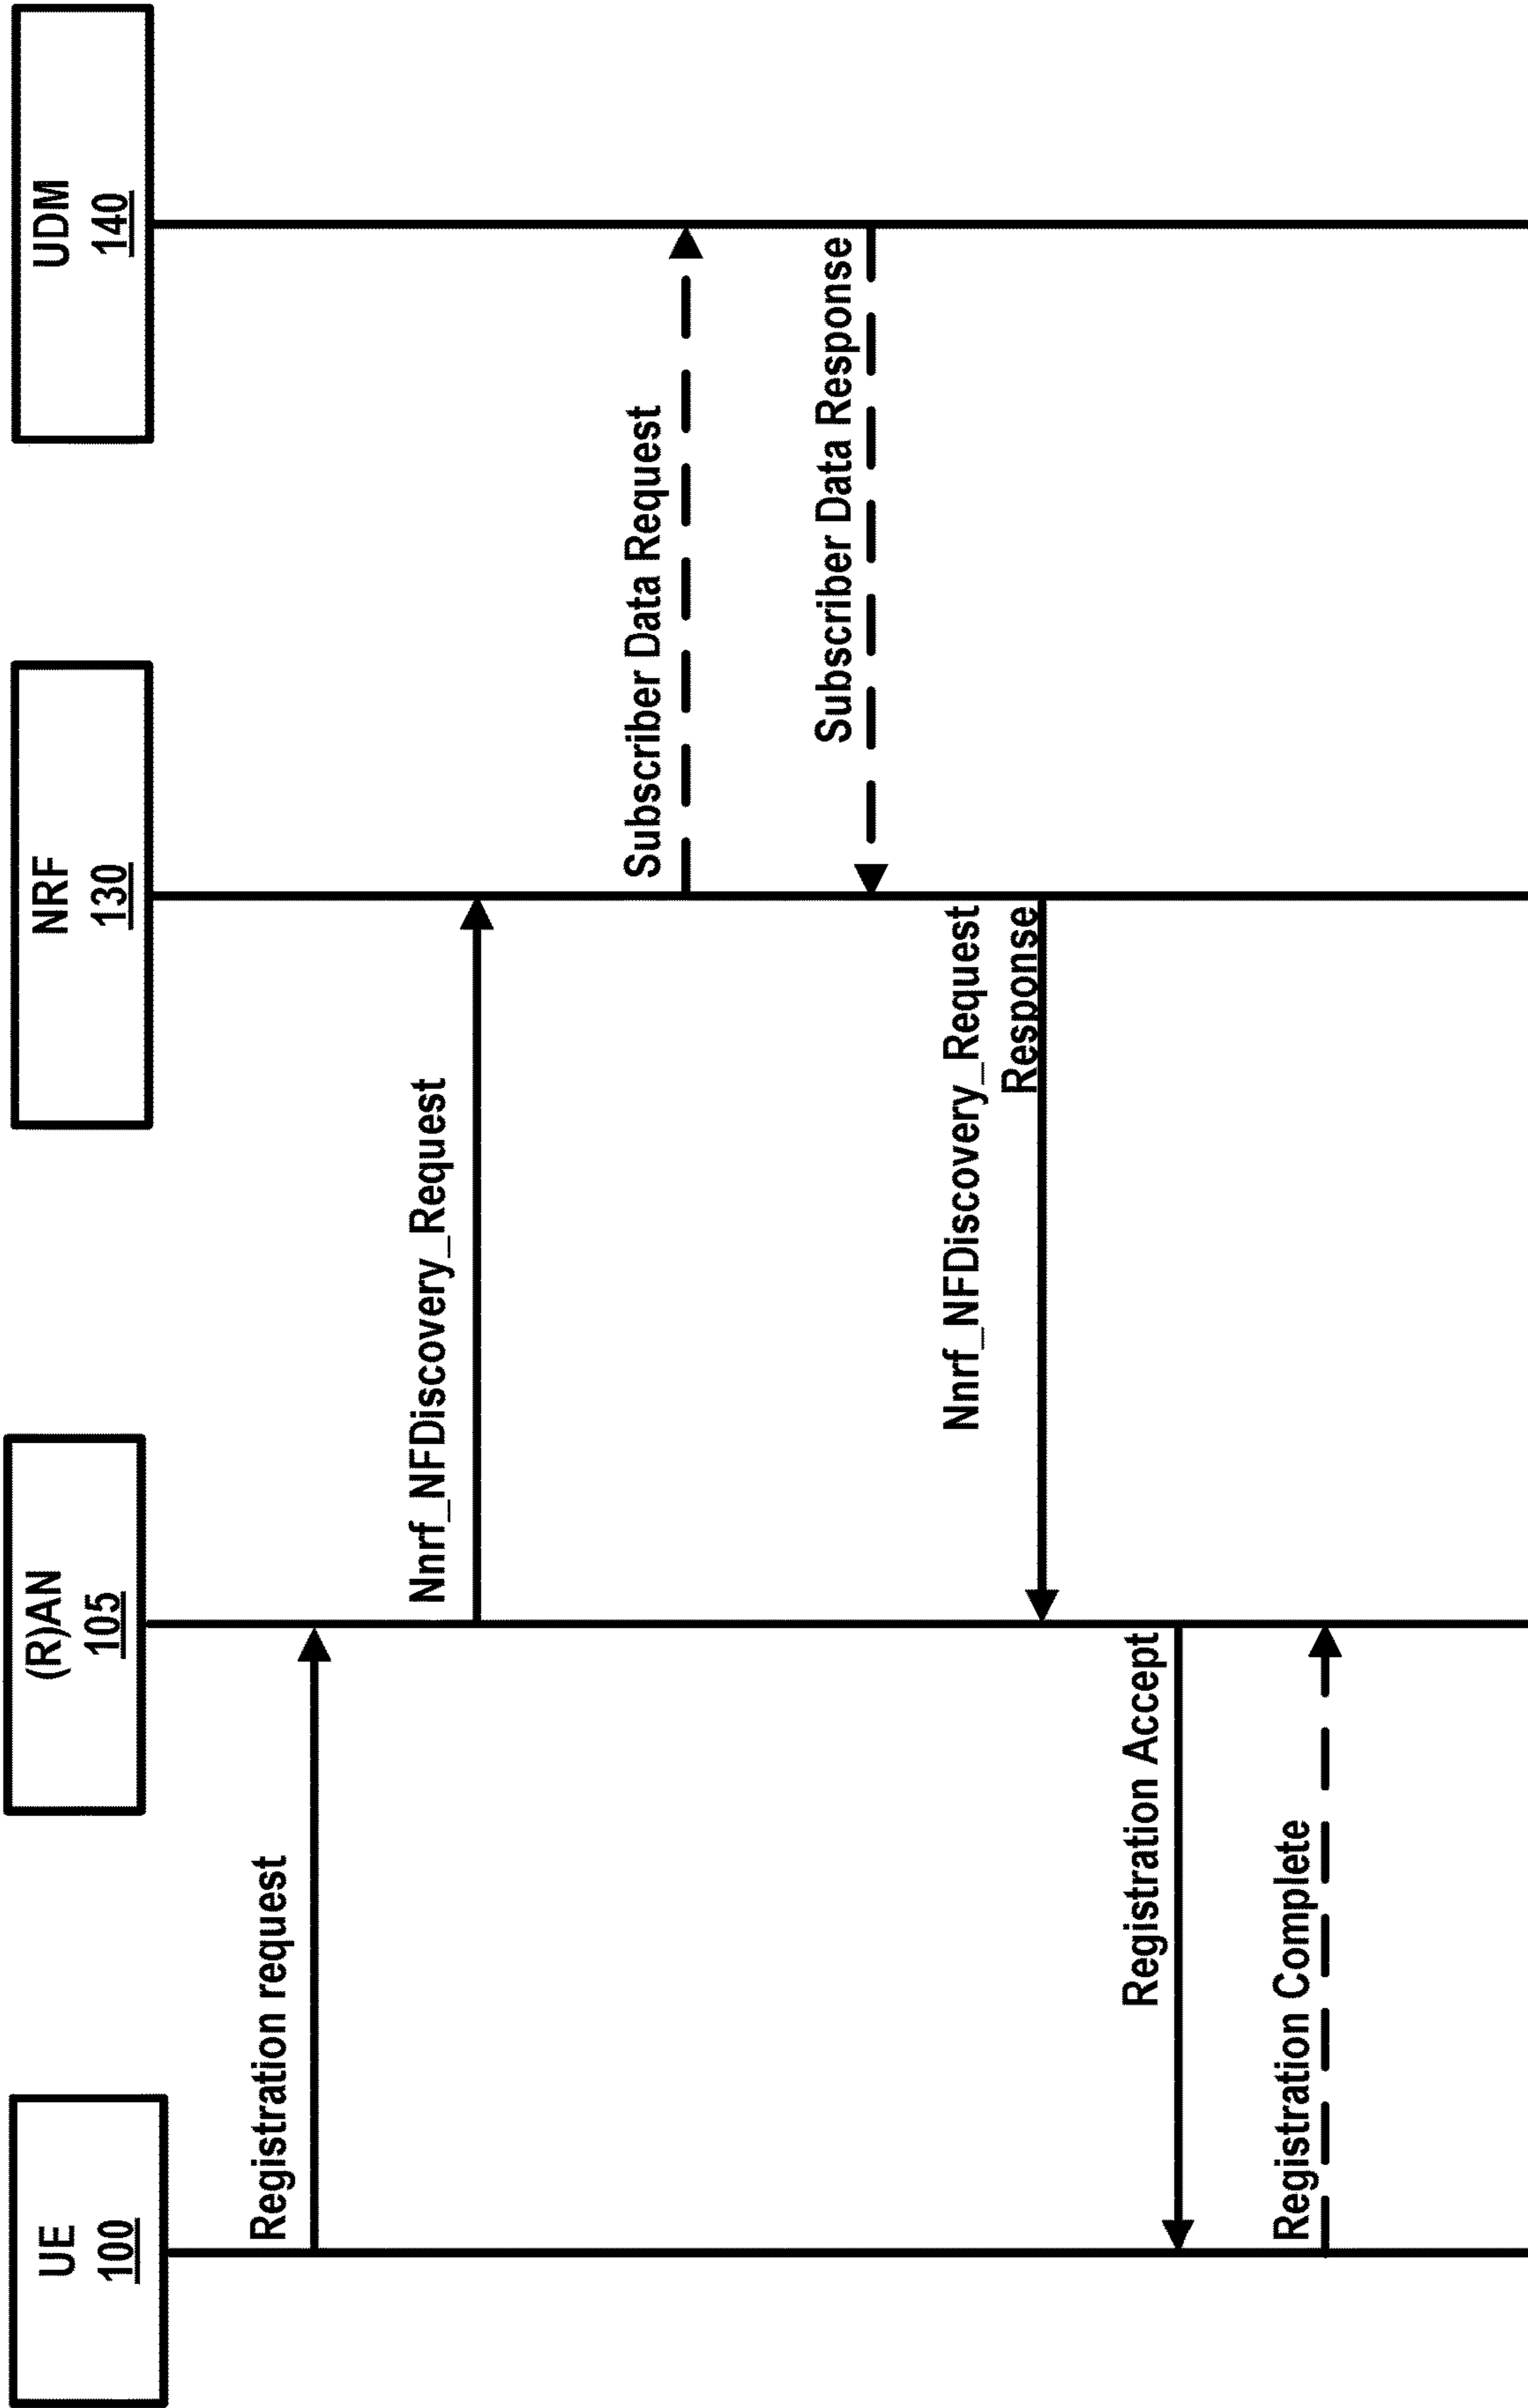 UE
100
(R)AN
105
NRF
130
UDM
140
Registration request
Nnrf_NFDiscovery_Request
Subscriber Data Request
Subscriber Data Response
Nnrf_NFDiscovery_Request
Response
Registration Accept
Registration Complete